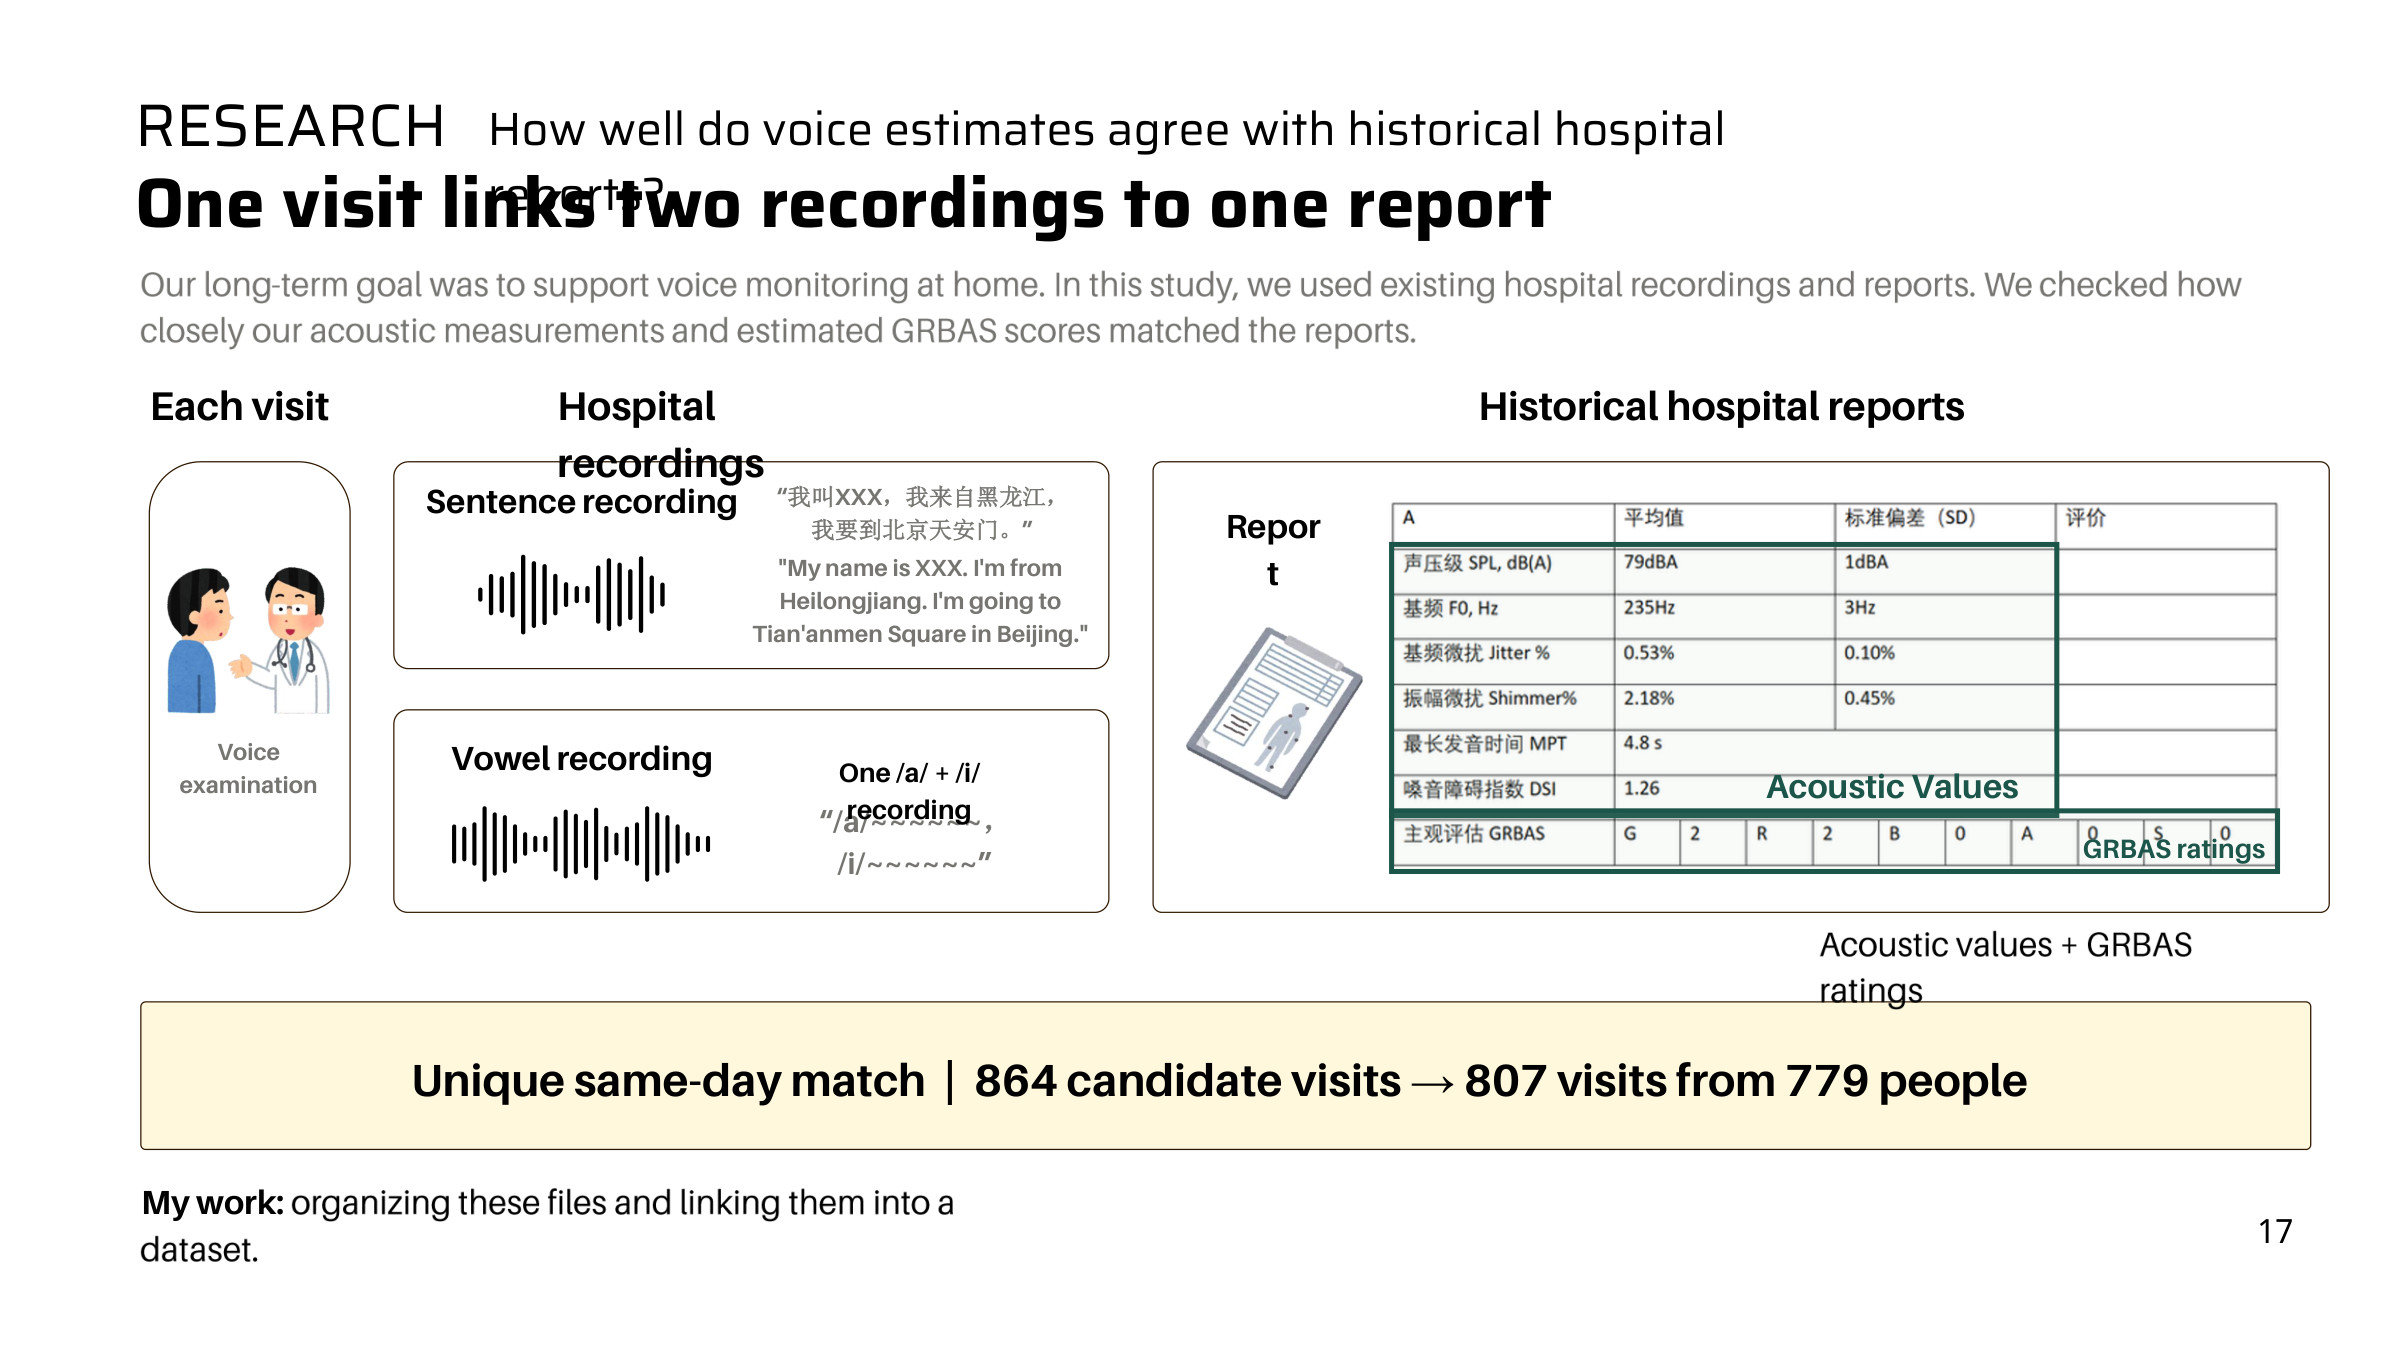 RESEARCH
How well do voice estimates agree with historical hospital
reports?
One visit links two recordings to one report
Our long-term goal was to support voice monitoring at home. In this study, we used existing hospital recordings and reports. We checked how
closely our acoustic measurements and estimated GRBAS scores matched the reports.
Each visit
Voice
examination
Hospital
recordings
Sentence recording
“我叫XXX，我来自黑龙江，
我要到北京天安门。”
"My name is XXX. I'm from
Heilongjiang. I'm going to
Tian'anmen Square in Beijing."
Vowel recording
One /a/ + /i/
recording
“/a/~~~~~~，
/i/~~~~~~”
Historical hospital reports
Repor
t
A 平均值 标准偏差（SD） 评价
声压级 SPL, dB(A) 79dBA 1dBA
基频 F0, Hz 235Hz 3Hz
基频微扰 Jitter % 0.53% 0.10%
振幅微扰 Shimmer% 2.18% 0.45%
最长发音时间 MPT 4.8 s
嗓音障碍指数 DSI 1.26
Acoustic Values
主观评估 GRBAS G 2 R 2 B 0 A 0 S 0
GRBAS ratings
Acoustic values + GRBAS
ratings
Unique same-day match | 864 candidate visits → 807 visits from 779 people
My work: organizing these files and linking them into a
dataset.
17